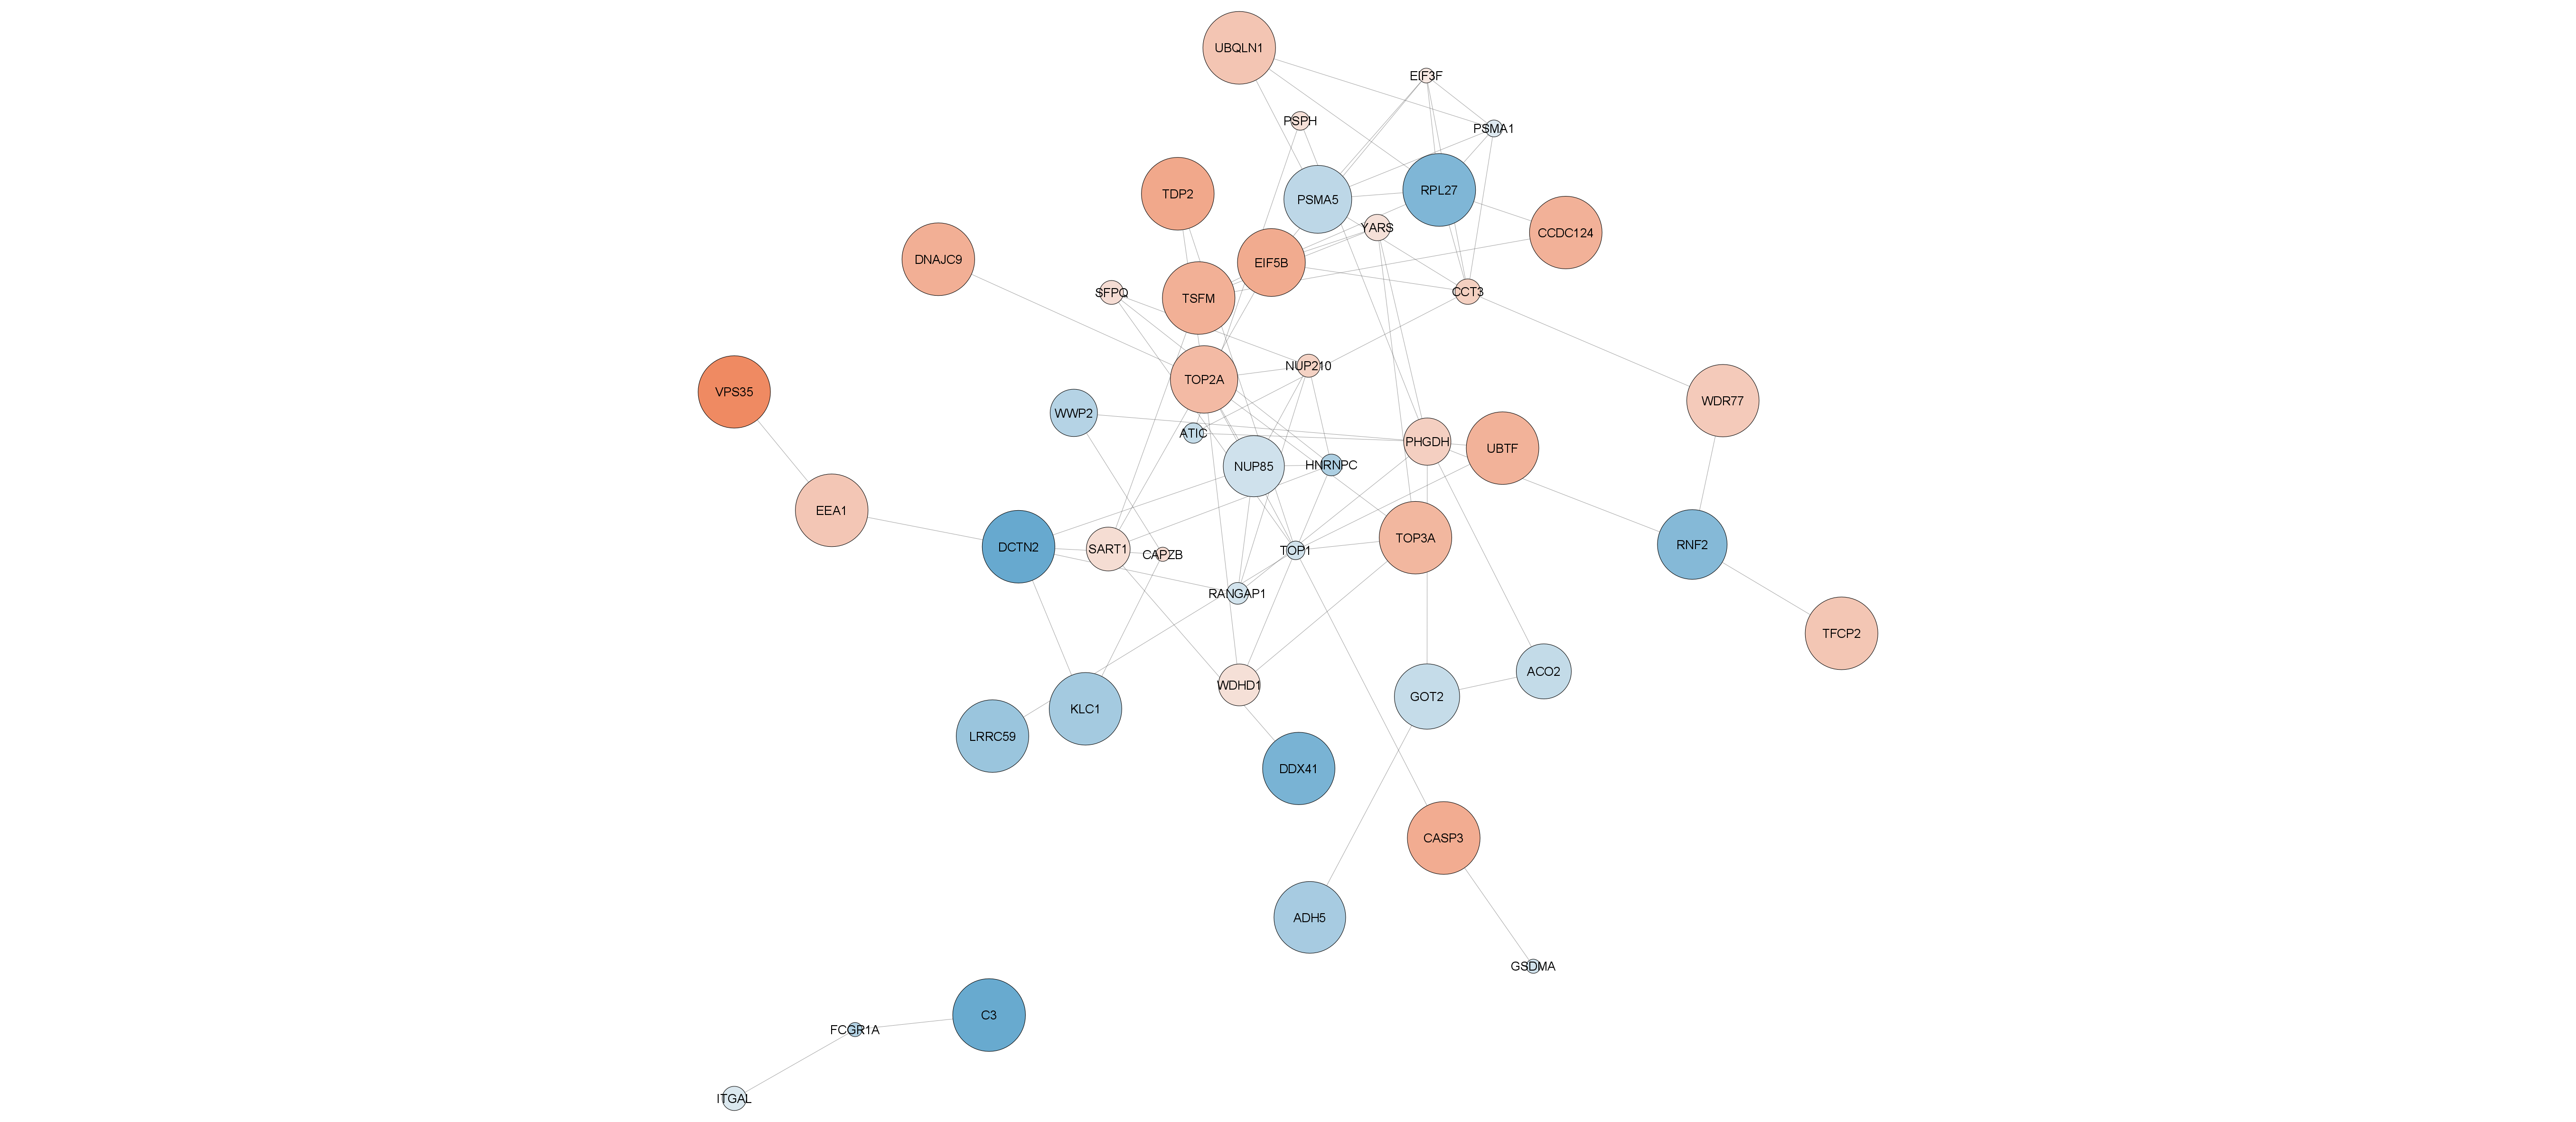 UBQLN1
EIF3F
PSPH
PSMA1
TDP2
PSMA5
RPL27
YARS
CCDC124
DNAJC9
EIF5B
SFPQ
TSFM
CCT3
NUP210
TOP2A
VPS35
WWP2
WDR77
ATIC
PHGDH
UBTF
NUP85
HNRNPC
EEA1
TOP3A
RNF2
DCTN2
SART1
CAPZB
TOP1
RANGAP1
TFCP2
ACO2
WDHD1
GOT2
KLC1
LRRC59
DDX41
CASP3
ADH5
GSDMA
C3
FCGR1A
ITGAL